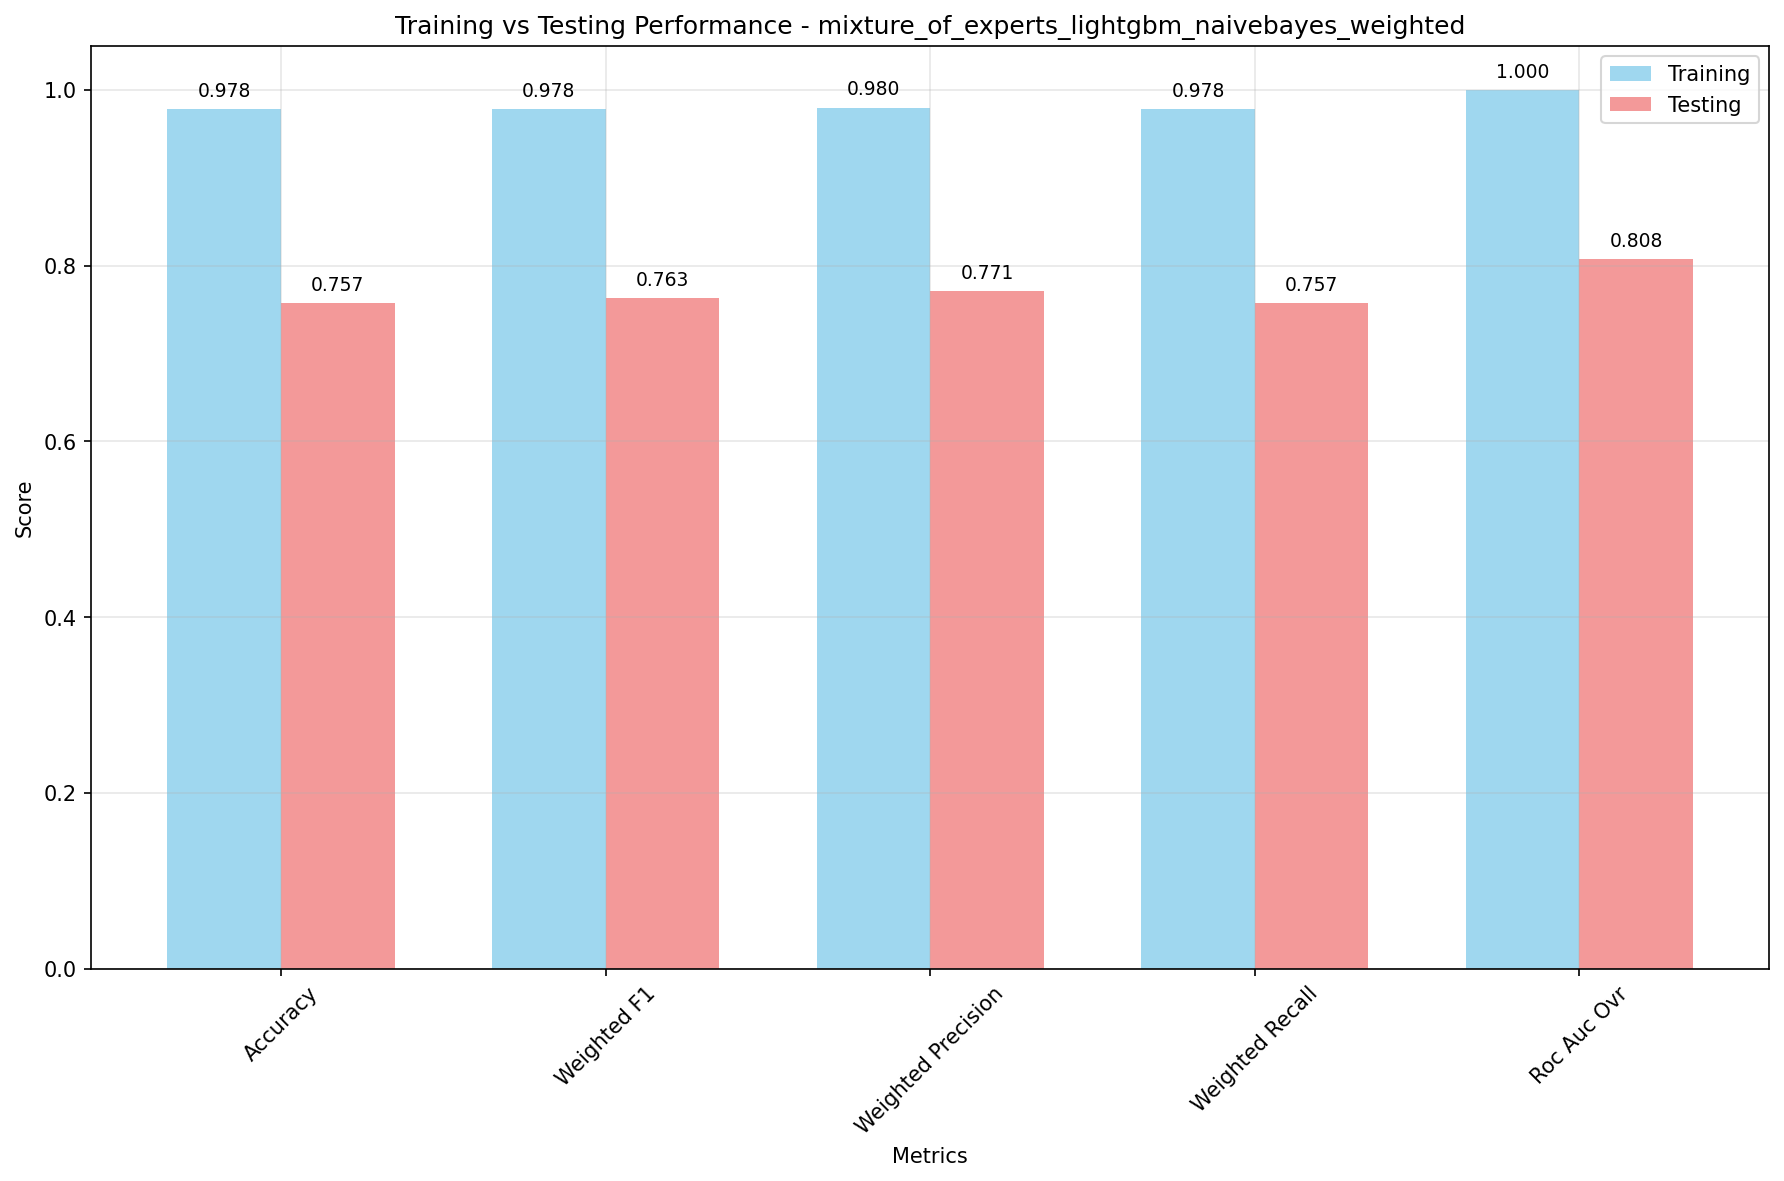 Training vs Testing Performance - mixture_of_experts_lightgbm_naivebayes_weighted
Training
Testing
1.0
0.8
0.6
0.4
0.2
0.0
Score
0.978
0.757
0.978
0.763
0.980
0.771
0.978
0.757
1.000
0.808
Accuracy
Weighted F1
Weighted Precision
Weighted Recall
Roc Auc Ovr
Metrics